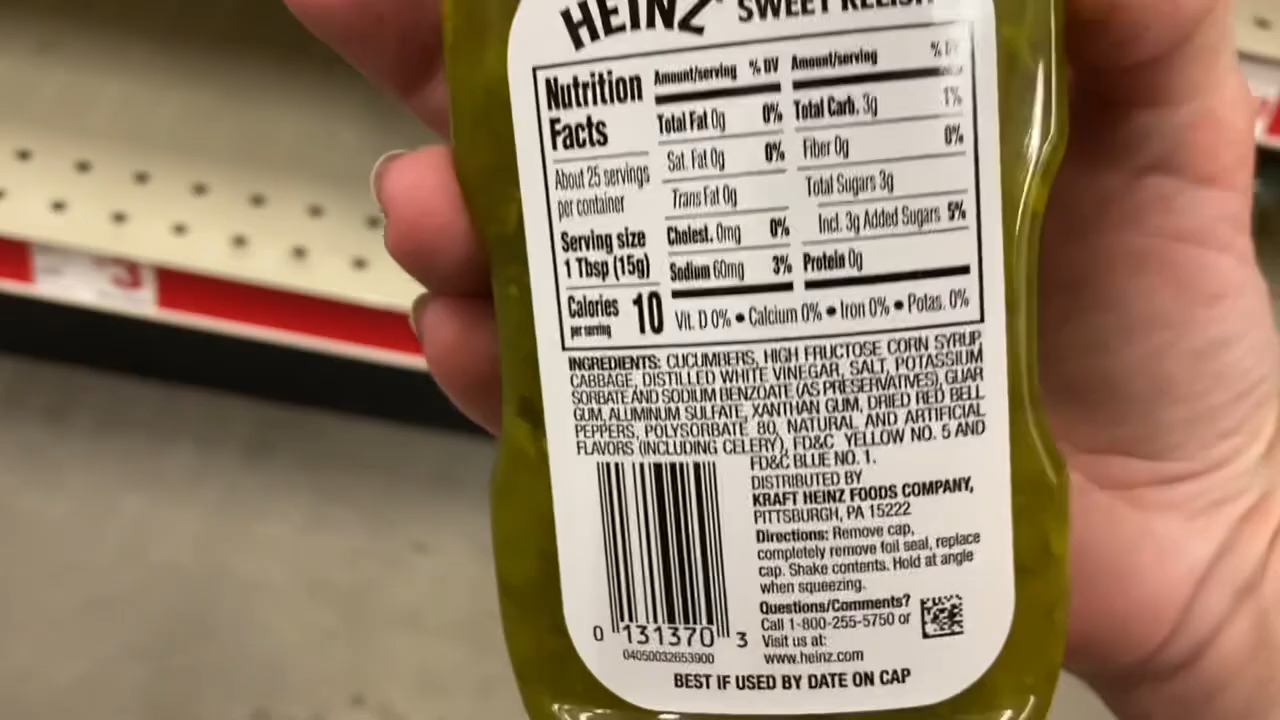 HEINZ SWEET RELISH
Nutrition Facts
About 25 servings
per container
Serving size
1 Tbsp (15g)
Calories 10
per serving
Amount/serving % DV
Total Fat 0g 0%
Sat. Fat 0g 0%
Trans Fat 0g
Cholest. 0mg 0%
Sodium 60mg 3%
Amount/serving % DV
Total Carb. 3g 1%
Fiber 0g 0%
Total Sugars 3g
Incl. 3g Added Sugars 5%
Protein 0g
Vit. D 0% • Calcium 0% • Iron 0% • Potas. 0%
INGREDIENTS: CUCUMBERS, HIGH FRUCTOSE CORN SYRUP
CABBAGE, DISTILLED WHITE VINEGAR, SALT, POTASSIUM
SORBATE AND SODIUM BENZOATE (AS PRESERVATIVES), GUAR
GUM, ALUMINUM SULFATE, XANTHAN GUM, DRIED RED BELL
PEPPERS, POLYSORBATE 80, NATURAL AND ARTIFICIAL
FLAVORS (INCLUDING CELERY), FD&C YELLOW NO. 5 AND
FD&C BLUE NO. 1.
DISTRIBUTED BY
KRAFT HEINZ FOODS COMPANY,
PITTSBURGH, PA 15222
Directions: Remove cap,
completely remove foil seal, replace
cap. Shake contents. Hold at angle
when squeezing.
Questions/Comments?
Call 1-800-255-5750 or
Visit us at:
www.heinz.com
0 131370 3
04050032653900
BEST IF USED BY DATE ON CAP